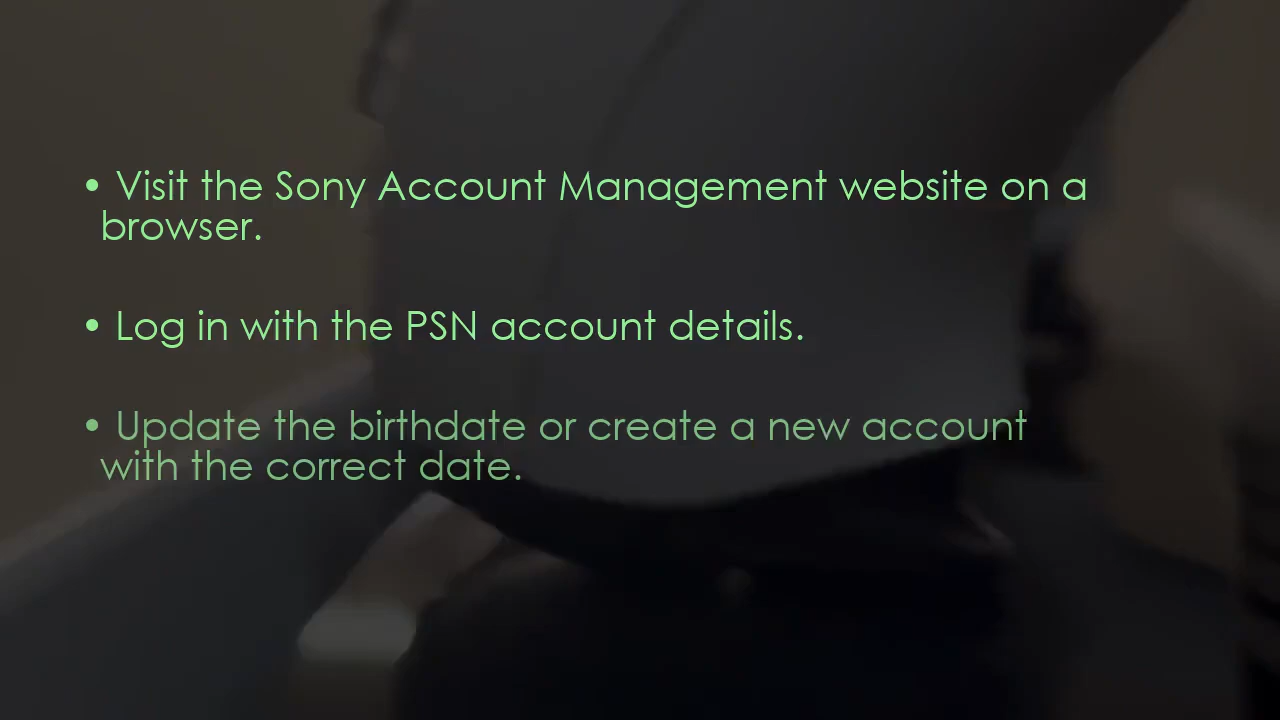 • Visit the Sony Account Management website on a
browser.
• Log in with the PSN account details.
• Update the birthdate or create a new account
with the correct date.